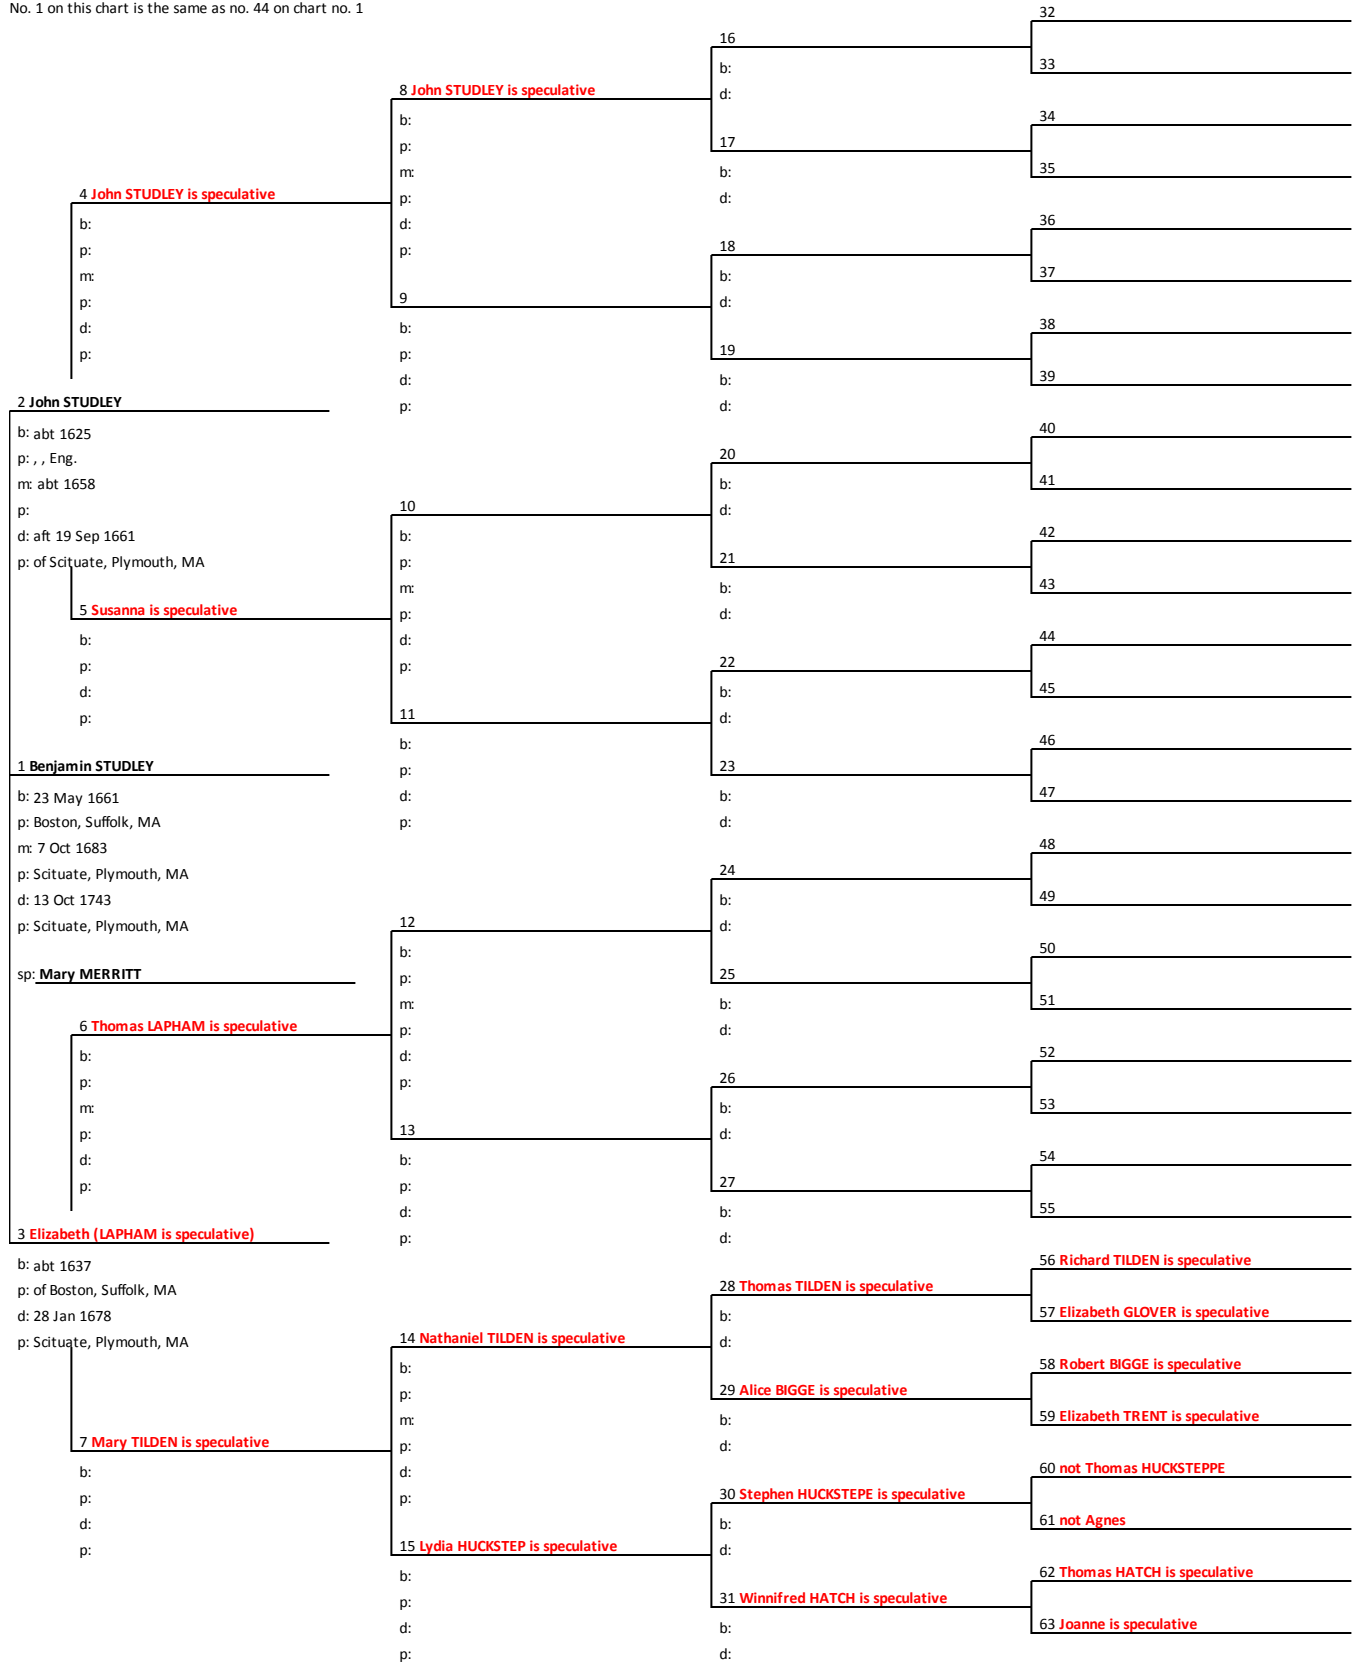 No. 1 on this chart is the same as no. 44 on chart no. 1
4 John STUDLEY is speculative
b:
p:
m:
p:
d:
p:
2 John STUDLEY
b: abt 1625
p: , , Eng.
m: abt 1658
p:
d: aft 19 Sep 1661
p: of Scituate, Plymouth, MA
5 Susanna is speculative
b:
p:
d:
p:
1 Benjamin STUDLEY
b: 23 May 1661
p: Boston, Suffolk, MA
m: 7 Oct 1683
p: Scituate, Plymouth, MA
d: 13 Oct 1743
p: Scituate, Plymouth, MA
sp: Mary MERRITT
6 Thomas LAPHAM is speculative
b:
p:
m:
p:
d:
p:
3 Elizabeth (LAPHAM is speculative)
b: abt 1637
p: of Boston, Suffolk, MA
d: 28 Jan 1678
p: Scituate, Plymouth, MA
7 Mary TILDEN is speculative
b:
p:
d:
p:
8 John STUDLEY is speculative
b:
p:
m:
p:
d:
p:
9
b:
p:
d:
p:
10
b:
p:
m:
p:
d:
p:
11
b:
p:
d:
p:
12
b:
p:
m:
p:
d:
p:
13
b:
p:
d:
p:
14 Nathaniel TILDEN is speculative
b:
p:
m:
p:
d:
p:
15 Lydia HUCKSTEP is speculative
b:
p:
d:
p:
16
b:
d:
17
b:
d:
18
b:
d:
19
b:
d:
20
b:
d:
21
b:
d:
22
b:
d:
23
b:
d:
24
b:
d:
25
b:
d:
26
b:
d:
27
b:
d:
28 Thomas TILDEN is speculative
b:
d:
29 Alice BIGGE is speculative
b:
d:
30 Stephen HUCKSTEPE is speculative
b:
d:
31 Winnifred HATCH is speculative
b:
d:
32
33
34
35
36
37
38
39
40
41
42
43
44
45
46
47
48
49
50
51
52
53
54
55
56 Richard TILDEN is speculative
57 Elizabeth GLOVER is speculative
58 Robert BIGGE is speculative
59 Elizabeth TRENT is speculative
60 not Thomas HUCKSTEPPE
61 not Agnes
62 Thomas HATCH is speculative
63 Joanne is speculative